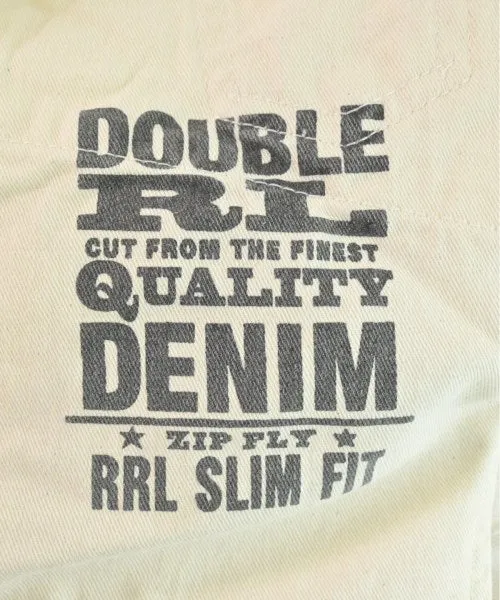 DOUBLE
RL
CUT FROM THE FINEST
QUALITY
DENIM
★ ZIP FLY ★
RRL SLIM FIT